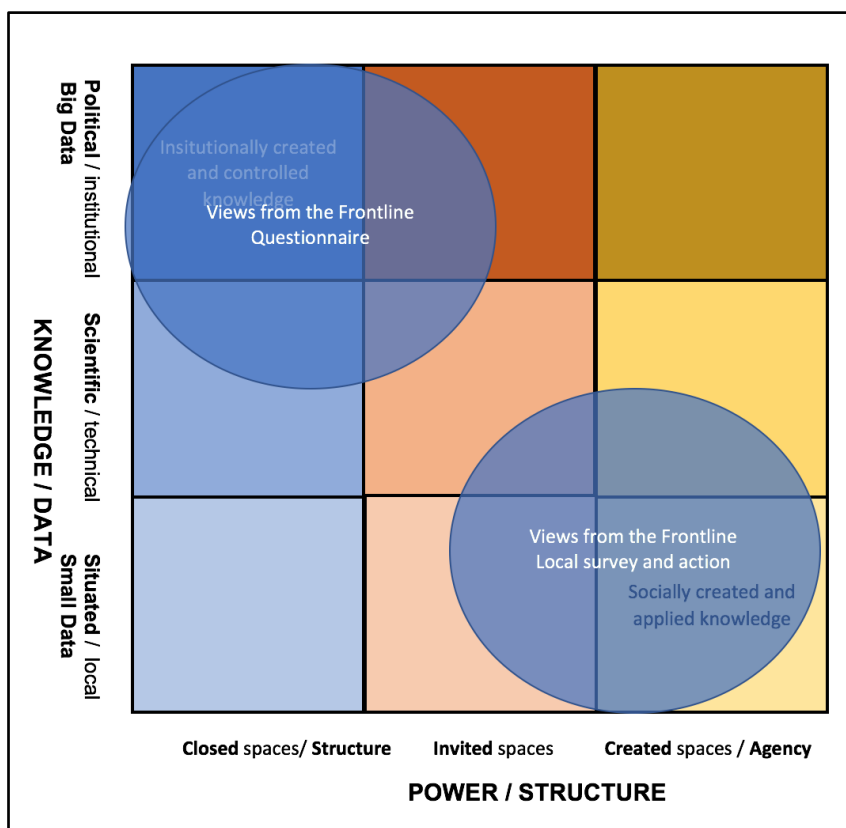 Political / institutional
Big Data
Insitutionally created
and controlled
knowledge
Views from the Frontline
Questionnaire
KNOWLEDGE / DATA
Scientific / technical
Situated / local
Small Data
Views from the Frontline
Local survey and action
Socially created and
applied knowledge
Closed spaces/ Structure
Invited spaces
Created spaces / Agency
POWER / STRUCTURE